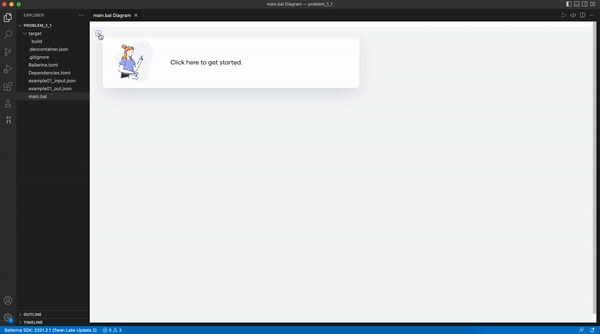 main.bal Diagram — problem_1_1
EXPLORER
main.bal Diagram
PROBLEM_1_1
target
build
.devcontainer.json
.gitignore
Ballerina.toml
Dependencies.toml
example01_input.json
example01_out.json
main.bal
Click here to get started.
OUTLINE
TIMELINE
Ballerina SDK: 2201.2.1 (Swan Lake Update 2)
0
3